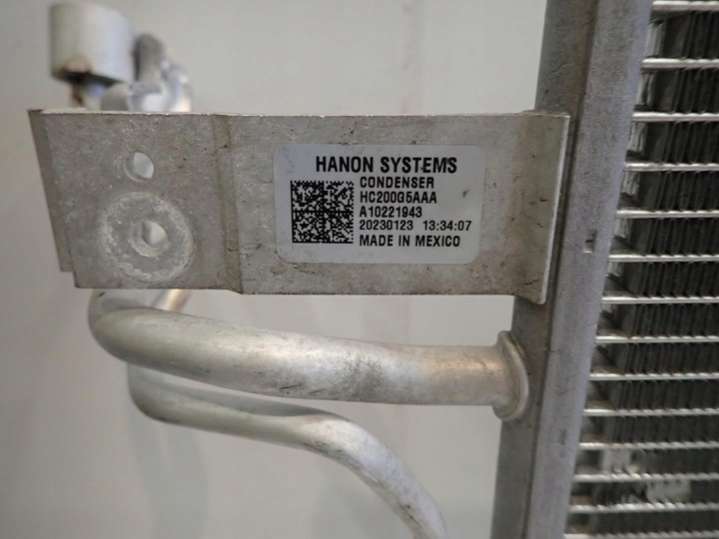 HANON SYSTEMS
CONDENSER
HC200G5AAA
A10221943
20230123 13:34:07
MADE IN MEXICO